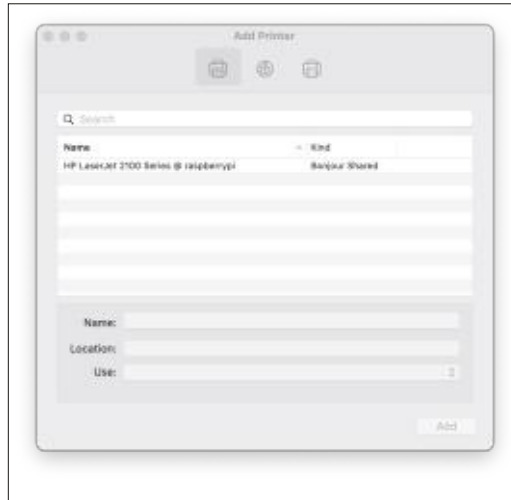 Add Printer
Search
Name Kind
HP LaserJet 2100 Series @ raspberrypi Bonjour Shared
Name:
Location:
Use:
Add